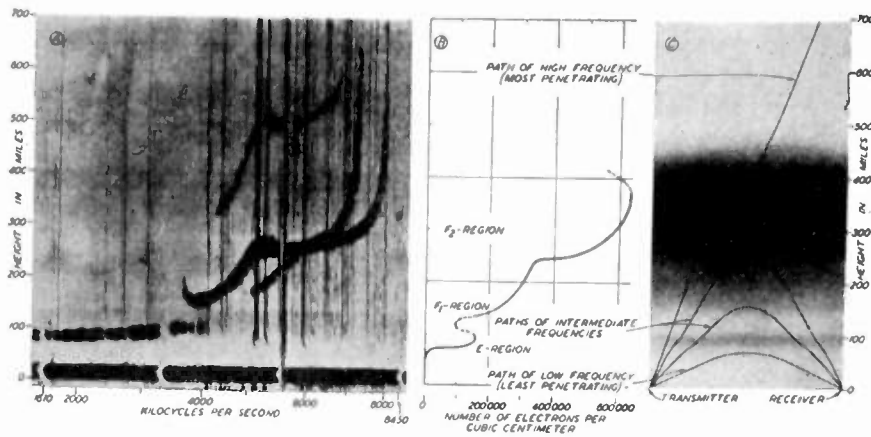 A
700
600
500
400
300
200
100
0
HEIGHT IN MILES
1610 2000 4000 6000 8000 8450
KILOCYCLES PER SECOND
B
F2-REGION
F1-REGION
E-REGION
0 200000 400000 600000 800000
NUMBER OF ELECTRONS PER
CUBIC CENTIMETER
C
PATH OF HIGH FREQUENCY
(MOST PENETRATING)
PATHS OF INTERMEDIATE
FREQUENCIES
PATH OF LOW FREQUENCY
(LEAST PENETRATING)
TRANSMITTER RECEIVER
700
600
500
400
300
200
100
0
HEIGHT IN MILES